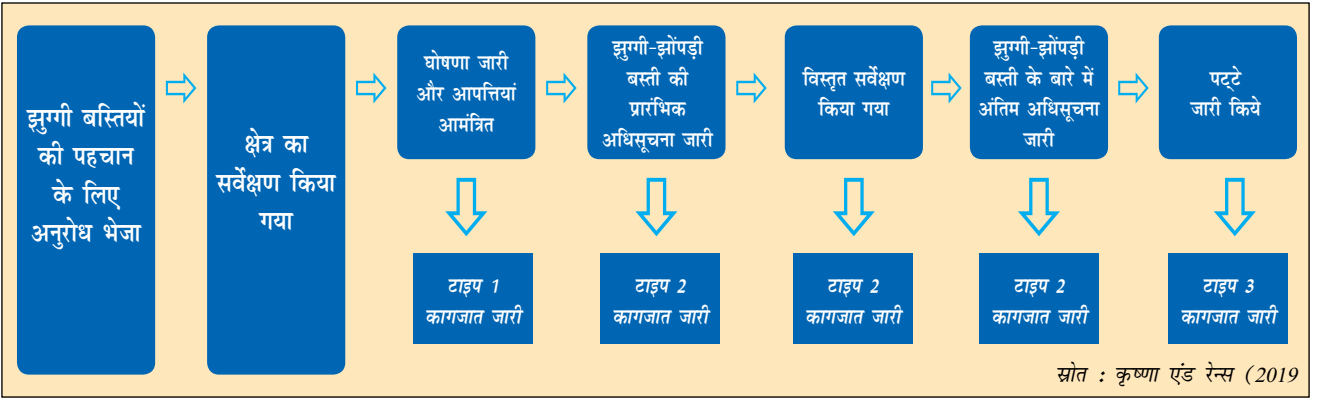 झुग्गी बस्तियों
की पहचान
के लिए
अनुरोध भेजा
क्षेत्र का
सर्वेक्षण किया
गया
घोषणा जारी
और आपत्तियां
आमंत्रित
झुग्गी-झोंपड़ी
बस्ती की
प्रारंभिक
अधिसूचना जारी
विस्तृत सर्वेक्षण
किया गया
झुग्गी-झोंपड़ी
बस्ती के बारे में
अंतिम अधिसूचना
जारी
पट्टे
जारी किये
टाइप 1
कागजात जारी
टाइप 2
कागजात जारी
टाइप 2
कागजात जारी
टाइप 2
कागजात जारी
टाइप 3
कागजात जारी
स्रोत : कृष्णा एंड रेन्स (2019